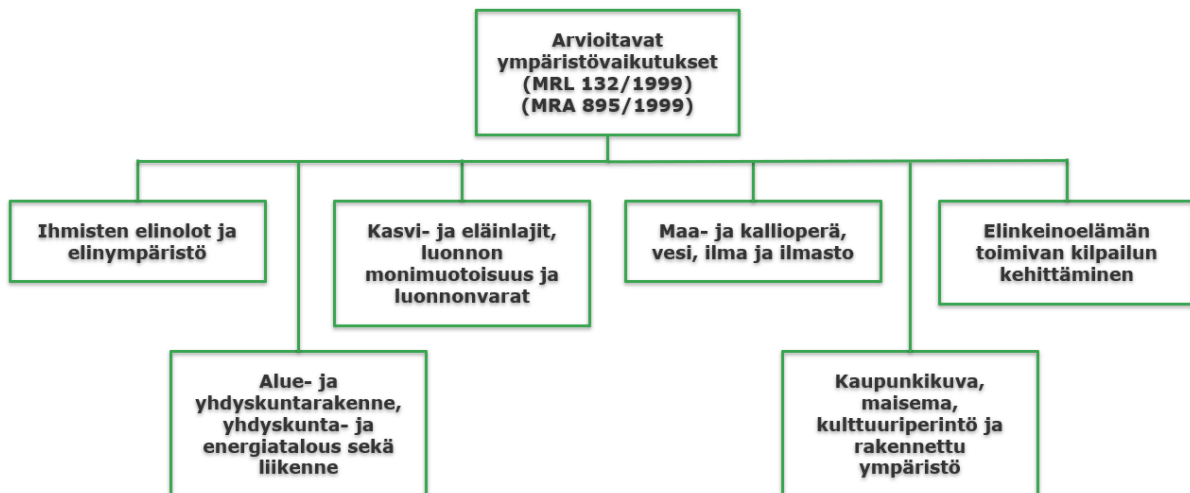 Arvioitavat
ympäristövaikutukset
(MRL 132/1999)
(MRA 895/1999)
Ihmisten elinolot ja
elinympäristö
Kasvi- ja eläinlajit,
luonnon
monimuotoisuus ja
luonnonvarat
Maa- ja kallioperä,
vesi, ilma ja ilmasto
Elinkeinoelämän
toimivan kilpailun
kehittäminen
Alue- ja
yhdyskuntarakenne,
yhdyskunta- ja
energiatalous sekä
liikenne
Kaupunkikuva,
maisema,
kulttuuriperintö ja
rakennettu
ympäristö